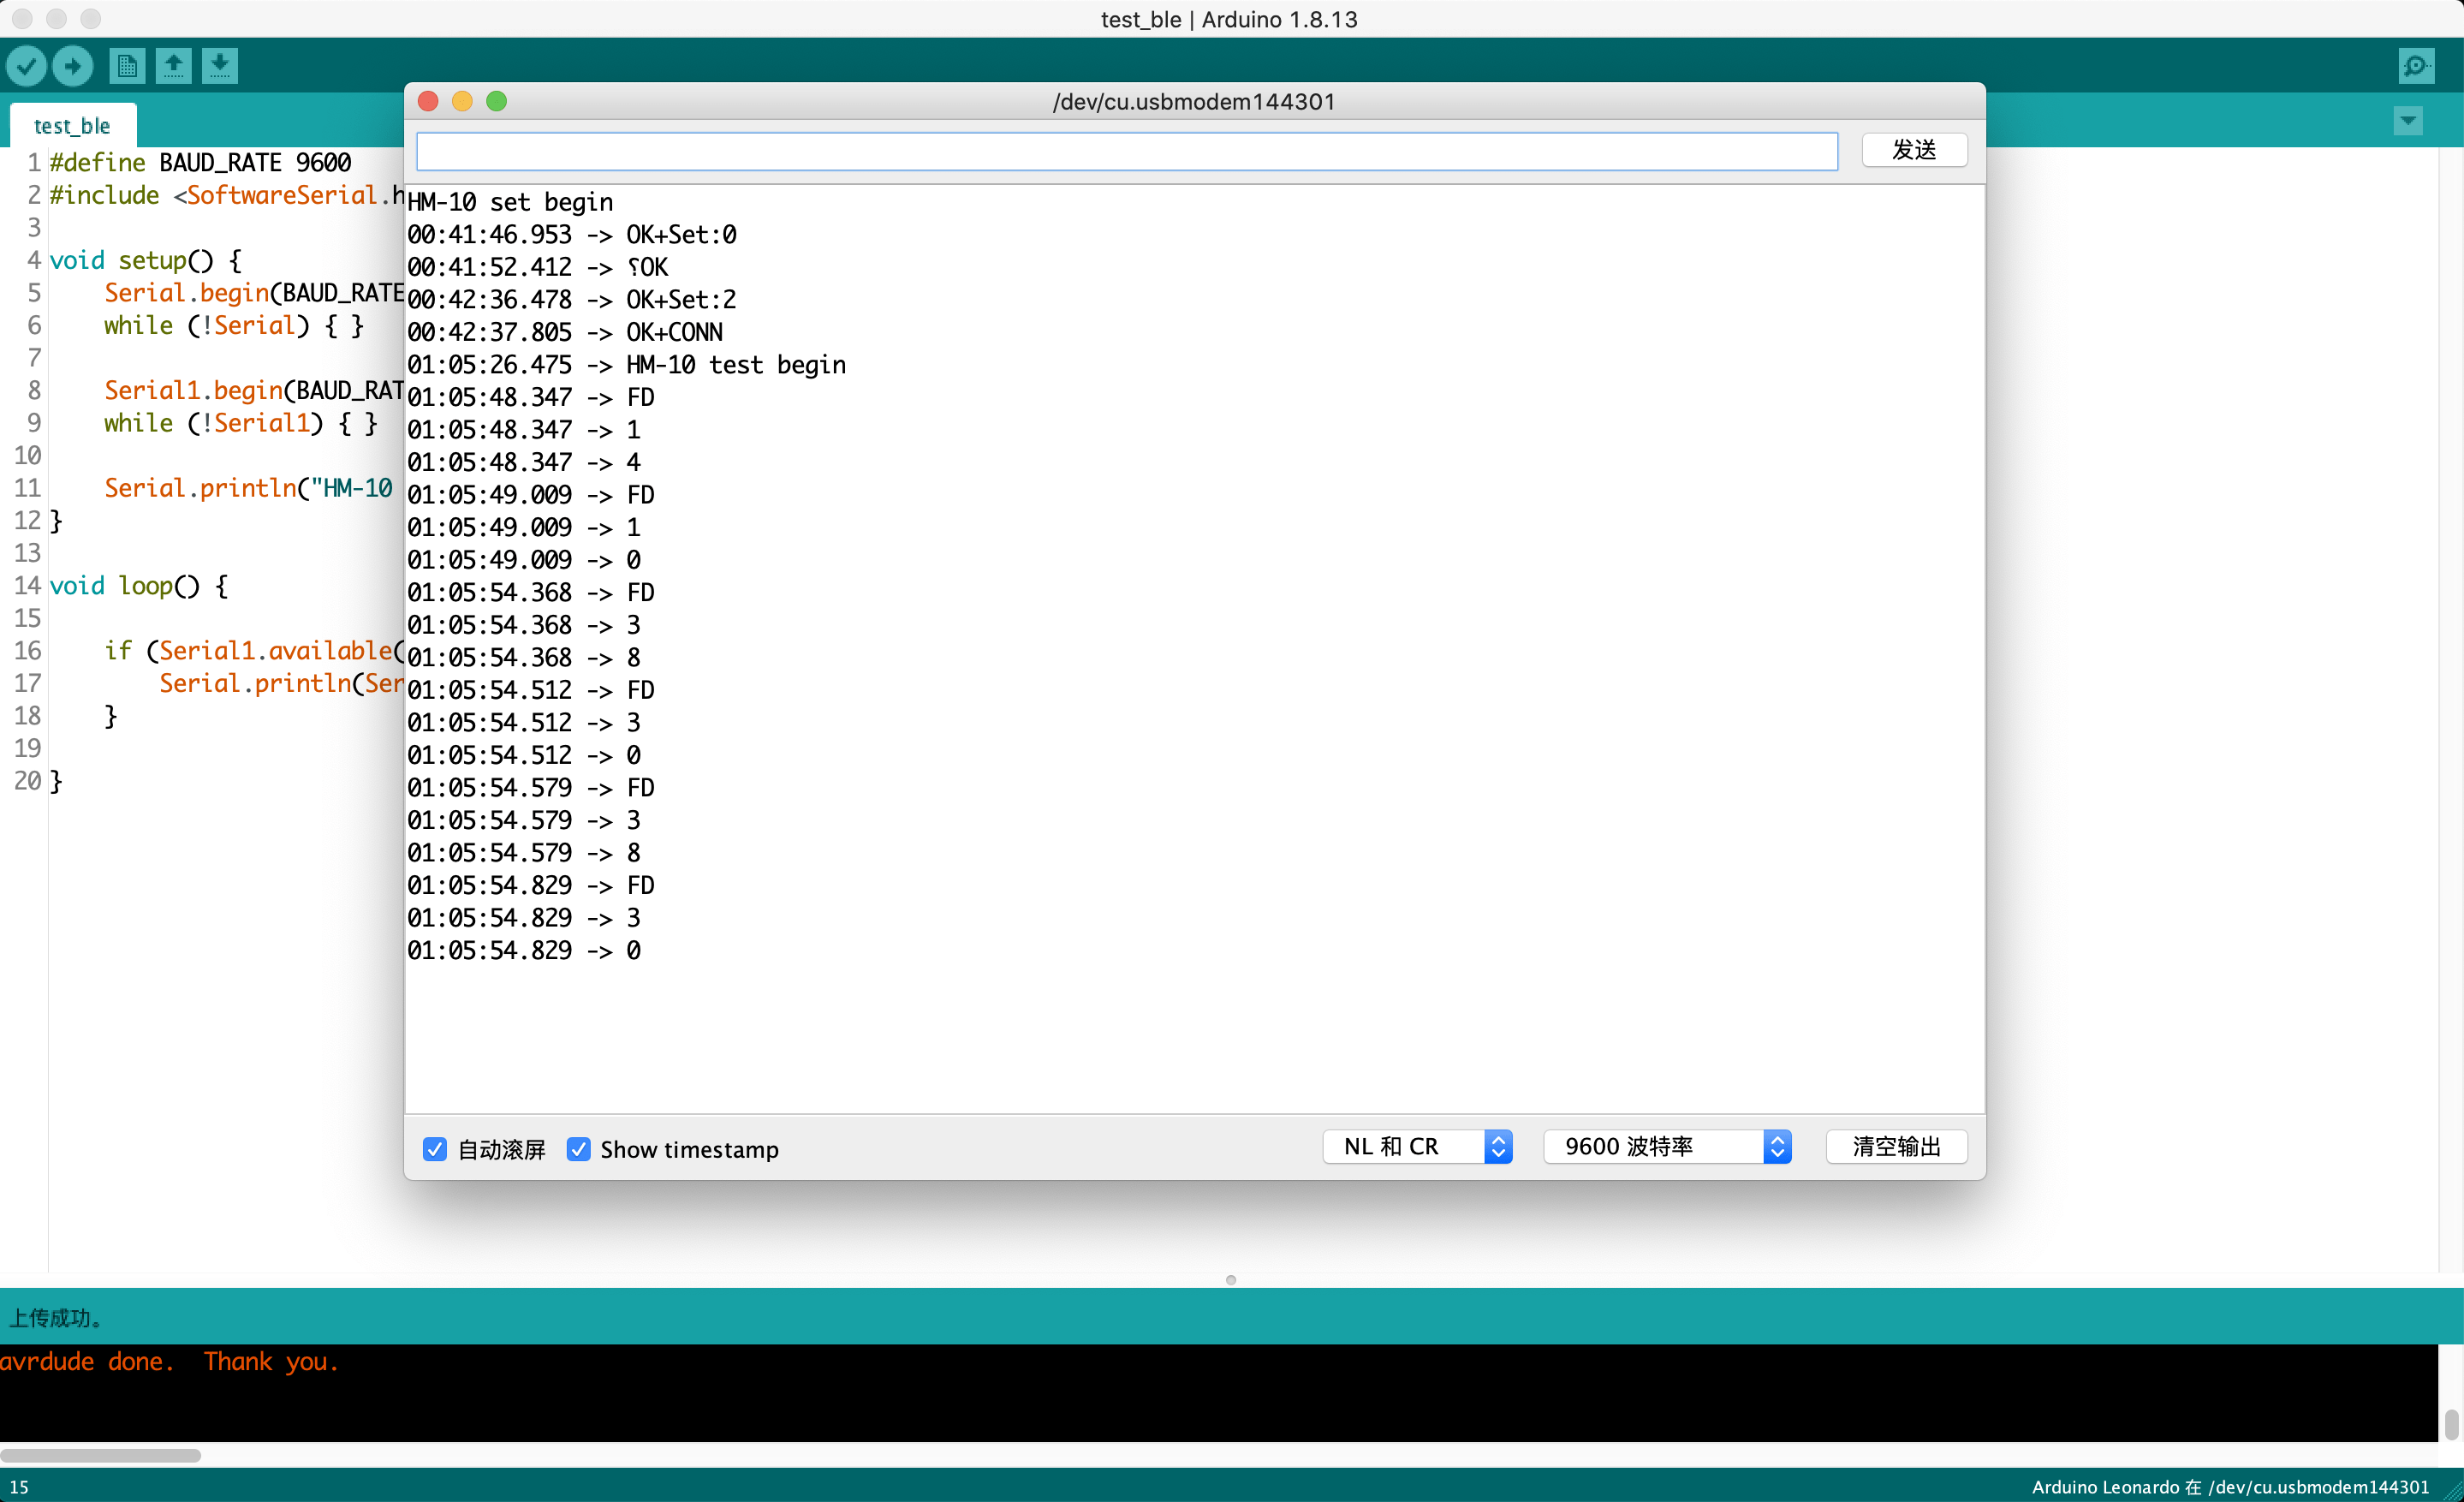 test_ble | Arduino 1.8.13
/dev/cu.usbmodem144301
test_ble
发送
1 #define BAUD_RATE 9600
2 #include <SoftwareSerial.h
3
4 void setup() {
5 Serial.begin(BAUD_RATE
6 while (!Serial) { }
7
8 Serial1.begin(BAUD_RAT
9 while (!Serial1) { }
10
11 Serial.println("HM-10
12 }
13
14 void loop() {
15
16 if (Serial1.available(
17 Serial.println(Ser
18 }
19
20 }
HM-10 set begin
00:41:46.953 -> OK+Set:0
00:41:52.412 -> ⸮OK
00:42:36.478 -> OK+Set:2
00:42:37.805 -> OK+CONN
01:05:26.475 -> HM-10 test begin
01:05:48.347 -> FD
01:05:48.347 -> 1
01:05:48.347 -> 4
01:05:49.009 -> FD
01:05:49.009 -> 1
01:05:49.009 -> 0
01:05:54.368 -> FD
01:05:54.368 -> 3
01:05:54.368 -> 8
01:05:54.512 -> FD
01:05:54.512 -> 3
01:05:54.512 -> 0
01:05:54.579 -> FD
01:05:54.579 -> 3
01:05:54.579 -> 8
01:05:54.829 -> FD
01:05:54.829 -> 3
01:05:54.829 -> 0
自动滚屏 Show timestamp NL 和 CR 9600 波特率 清空输出
上传成功。
avrdude done.  Thank you.
15 Arduino Leonardo 在 /dev/cu.usbmodem144301